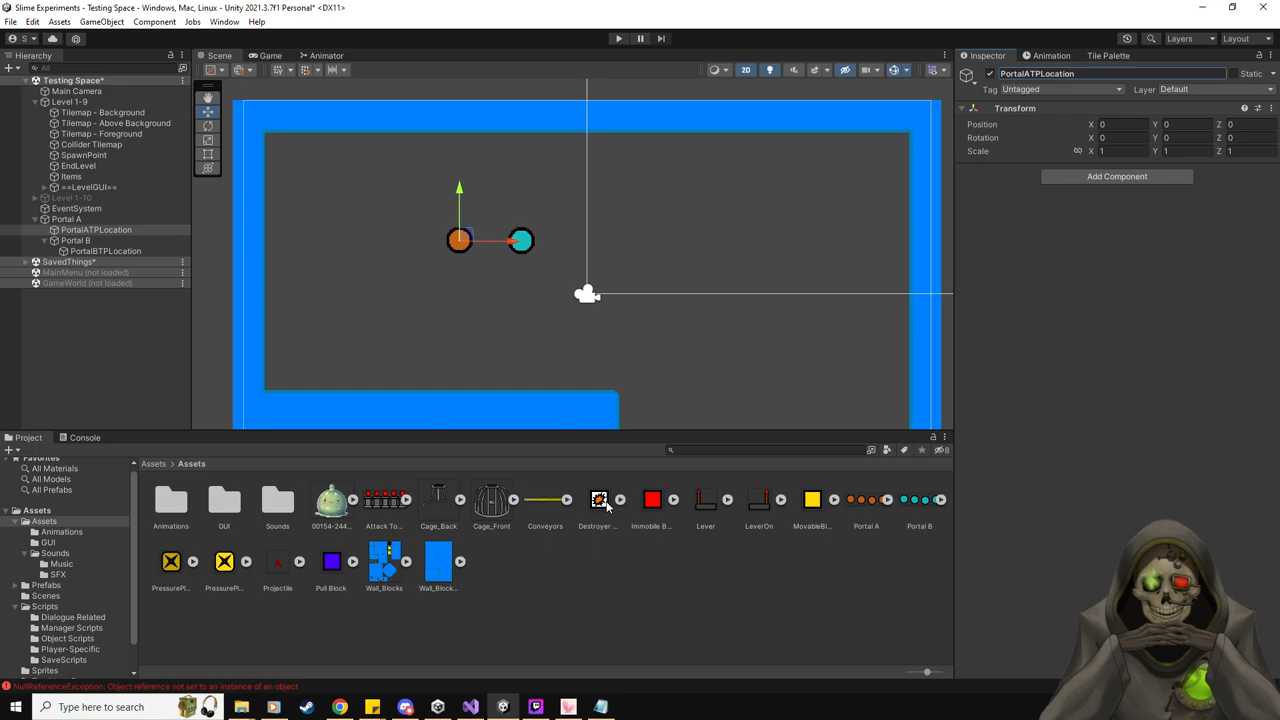 Slime Experiments - Testing Space - Windows, Mac, Linux - Unity 2021.3.7f1 Personal* <DX11>
File Edit Assets GameObject Component Jobs Window Help
S Layers Layout
Hierarchy Scene Game Animator Inspector Animation Tile Palette
All 2D PortalATPLocation Static
Testing Space* Tag Untagged Layer Default
Main Camera
Level 1-9 Transform
Tilemap - Background
Tilemap - Above Background Position X 0 Y 0 Z 0
Tilemap - Foreground Rotation X 0 Y 0 Z 0
Collider Tilemap Scale X 1 Y 1 Z 1
SpawnPoint
EndLevel
Items Add Component
==LevelGUI==
Level 1-10
EventSystem
Portal A
PortalATPLocation
Portal B
PortalBTPLocation
SavedThings*
MainMenu (not loaded)
GameWorld (not loaded)
Project Console
8
Favorites
All Materials
All Models
All Prefabs
Assets
Assets
Animations
GUI
Sounds
Music
SFX
Prefabs
Scenes
Scripts
Dialogue Related
Manager Scripts
Object Scripts
Player-Specific
SaveScripts
Sprites
Assets > Assets
Animations GUI Sounds 00154-244... Attack To... Cage_Back Cage_Front Conveyors Destroyer ... Immobile B... Lever LeverOn MovableBl... Portal A Portal B
PressurePl... PressurePl... Projectile Pull Block Wall_Blocks Wall_Block...
NullReferenceException: Object reference not set to an instance of an object
Type here to search